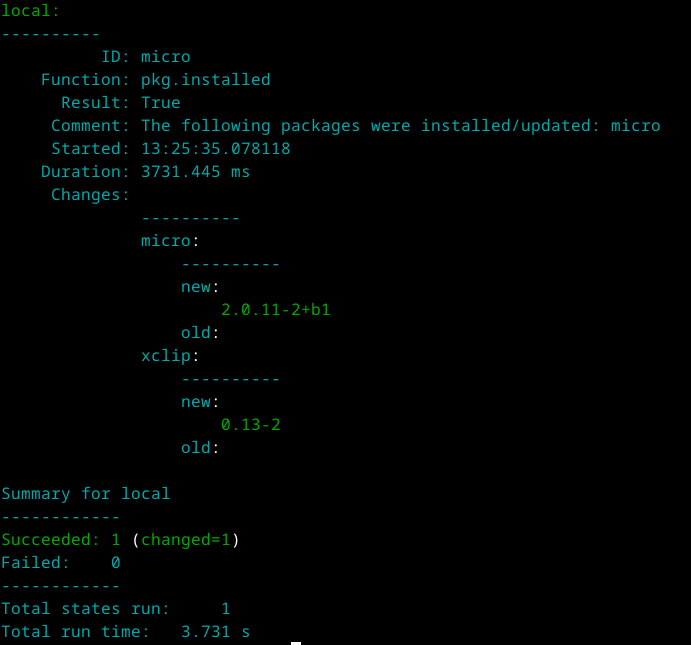 local:
----------
          ID: micro
    Function: pkg.installed
      Result: True
     Comment: The following packages were installed/updated: micro
     Started: 13:25:35.078118
    Duration: 3731.445 ms
     Changes:
              ----------
              micro:
                  ----------
                  new:
                      2.0.11-2+b1
                  old:
              xclip:
                  ----------
                  new:
                      0.13-2
                  old:

Summary for local
------------
Succeeded: 1 (changed=1)
Failed:    0
------------
Total states run:     1
Total run time:   3.731 s